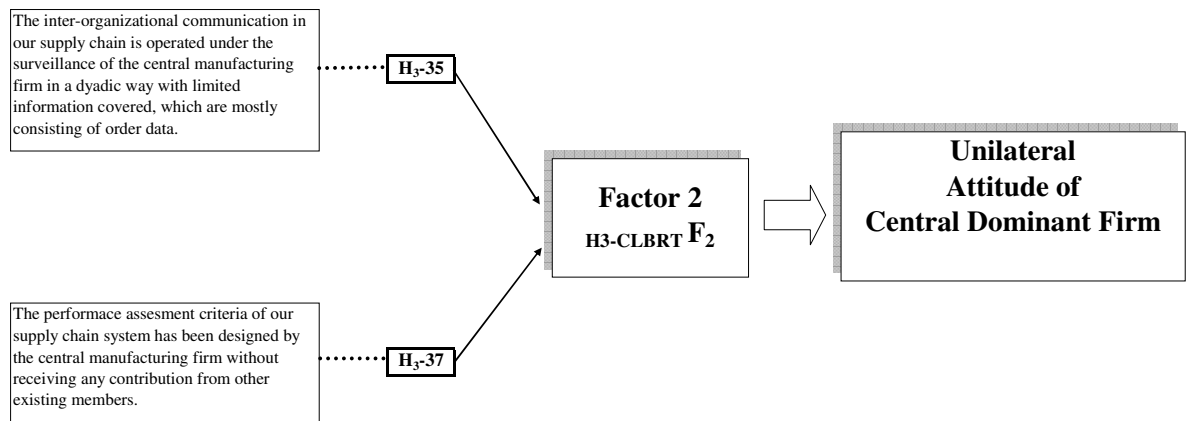 The inter-organizational communication in
our supply chain is operated under the
surveillance of the central manufacturing
firm in a dyadic way with limited
information covered, which are mostly
consisting of order data.
H₃-35
Factor 2
H3-CLBRT F₂
Unilateral
Attitude of
Central Dominant Firm
The performace assesment criteria of our
supply chain system has been designed by
the central manufacturing firm without
receiving any contribution from other
existing members.
H₃-37